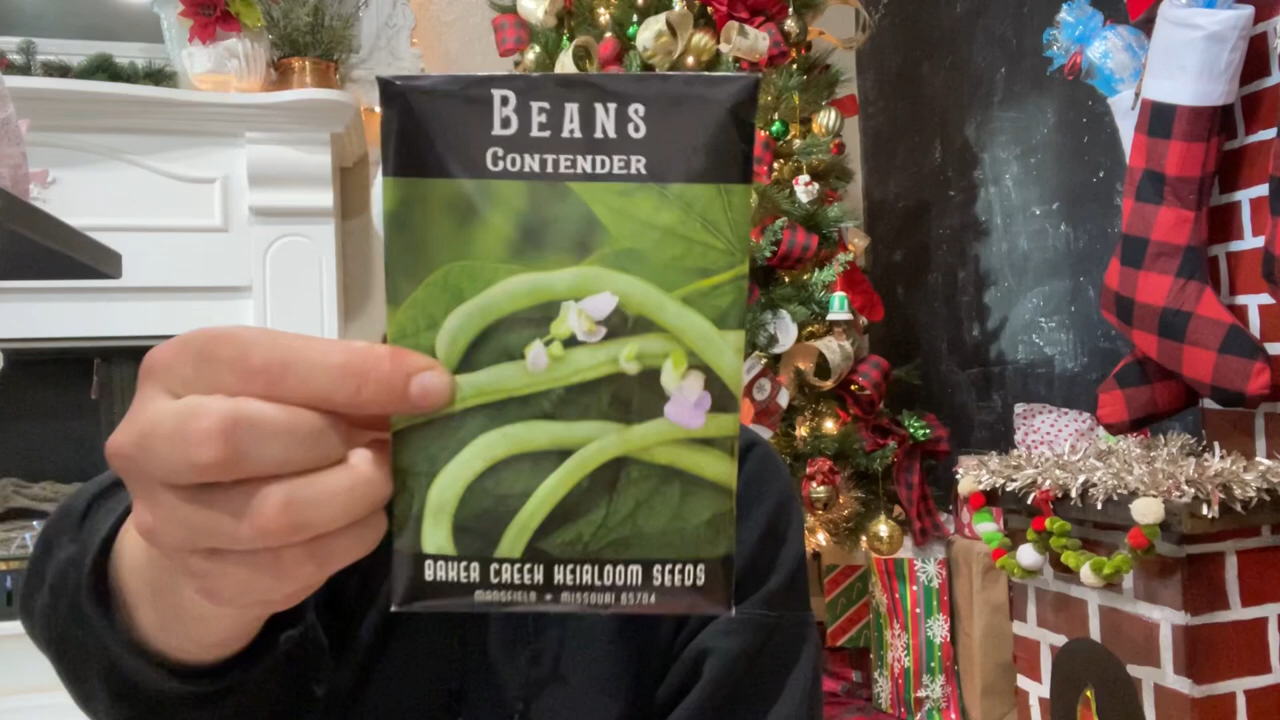 BEANS
CONTENDER
BAKER CREEK HEIRLOOM SEEDS
MANSFIELD • MISSOURI 65704